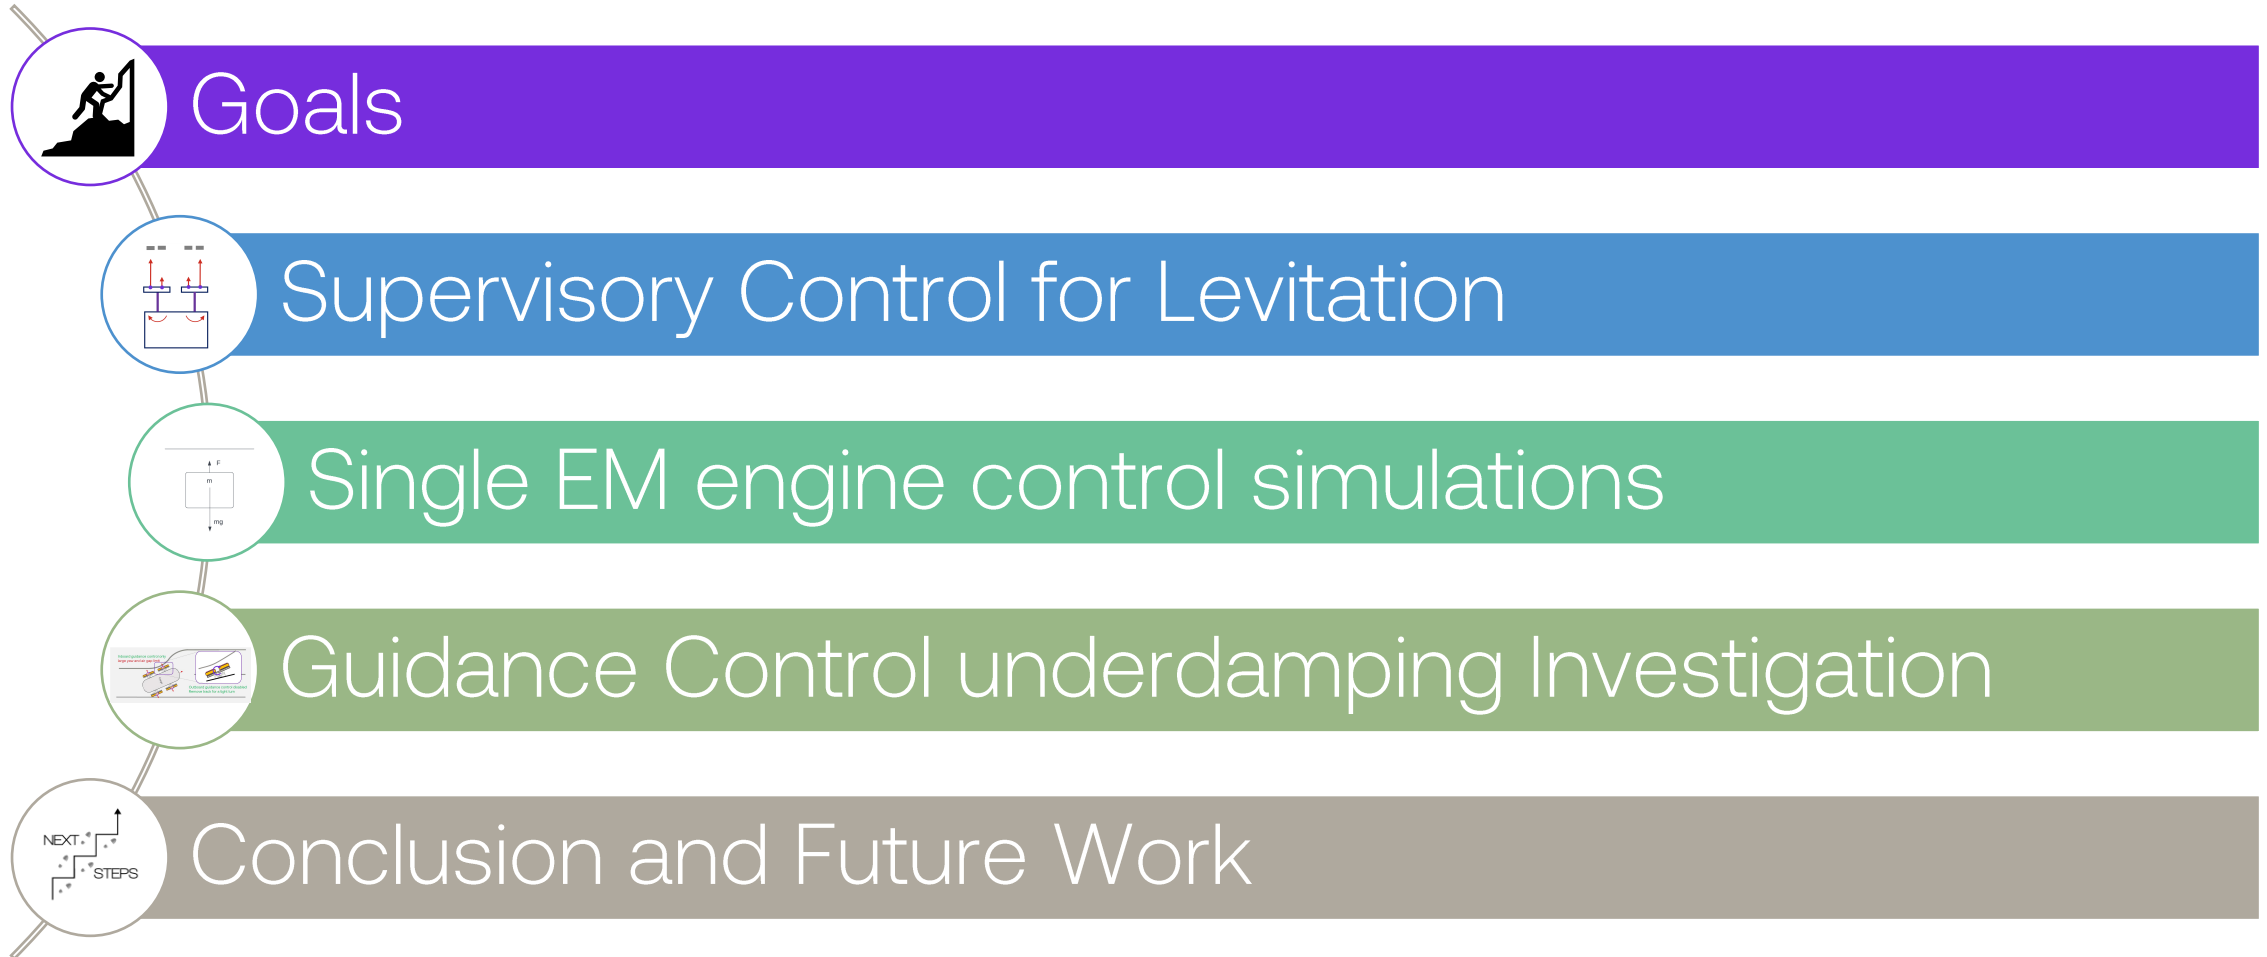 Goals
Supervisory Control for Levitation
F
m
mg
Single EM engine control simulations
Guidance Control underdamping Investigation
NEXT
STEPS
Conclusion and Future Work